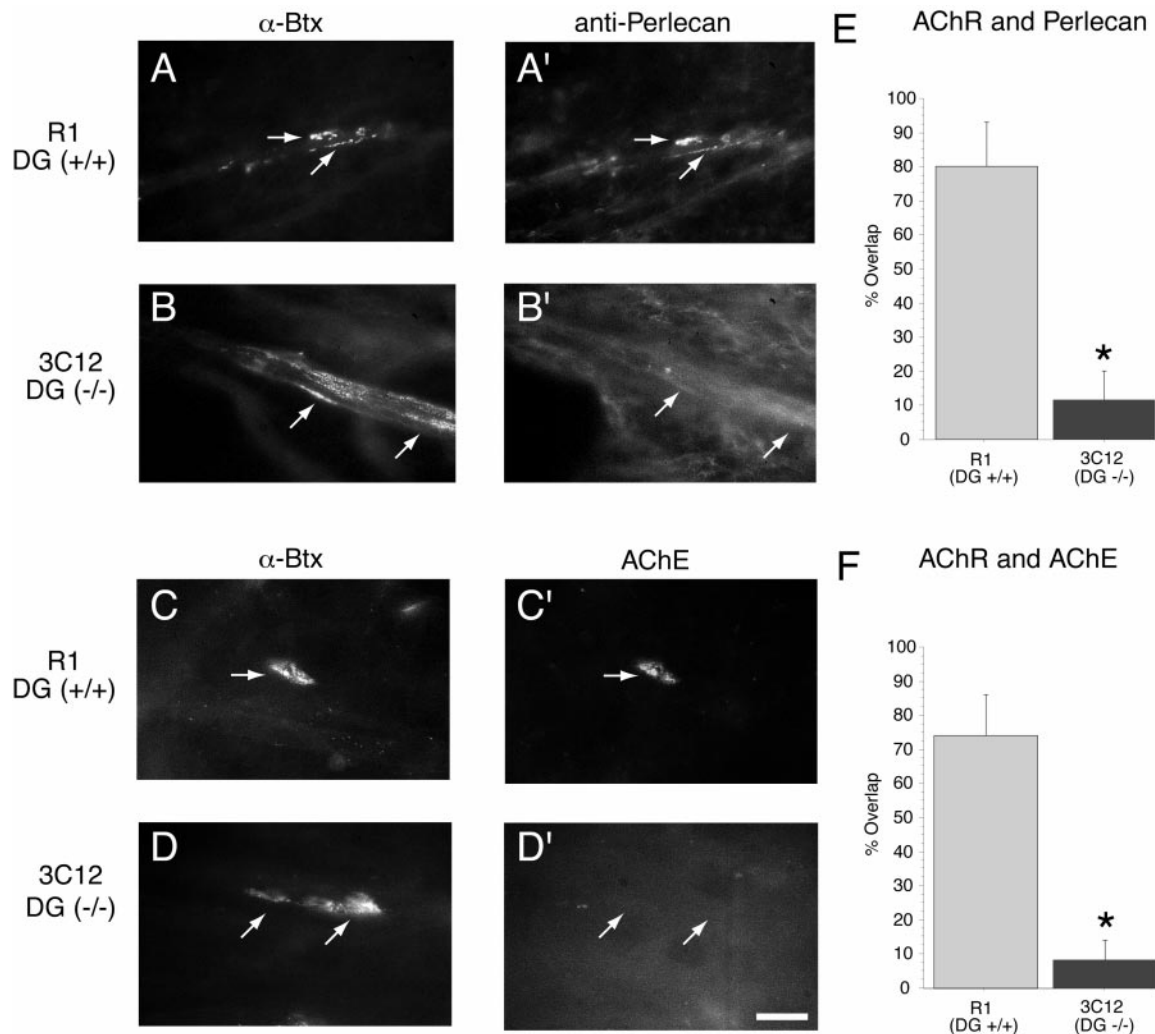 α-Btx
anti-Perlecan
E
AChR and Perlecan
R1
DG (+/+)
A
A'
3C12
DG (-/-)
B
B'
100
90
80
70
60
50
40
30
20
10
0
% Overlap
*
R1
(DG +/+)
3C12
(DG -/-)
α-Btx
AChE
F
AChR and AChE
R1
DG (+/+)
C
C'
3C12
DG (-/-)
D
D'
100
90
80
70
60
50
40
30
20
10
0
% Overlap
*
R1
(DG +/+)
3C12
(DG -/-)